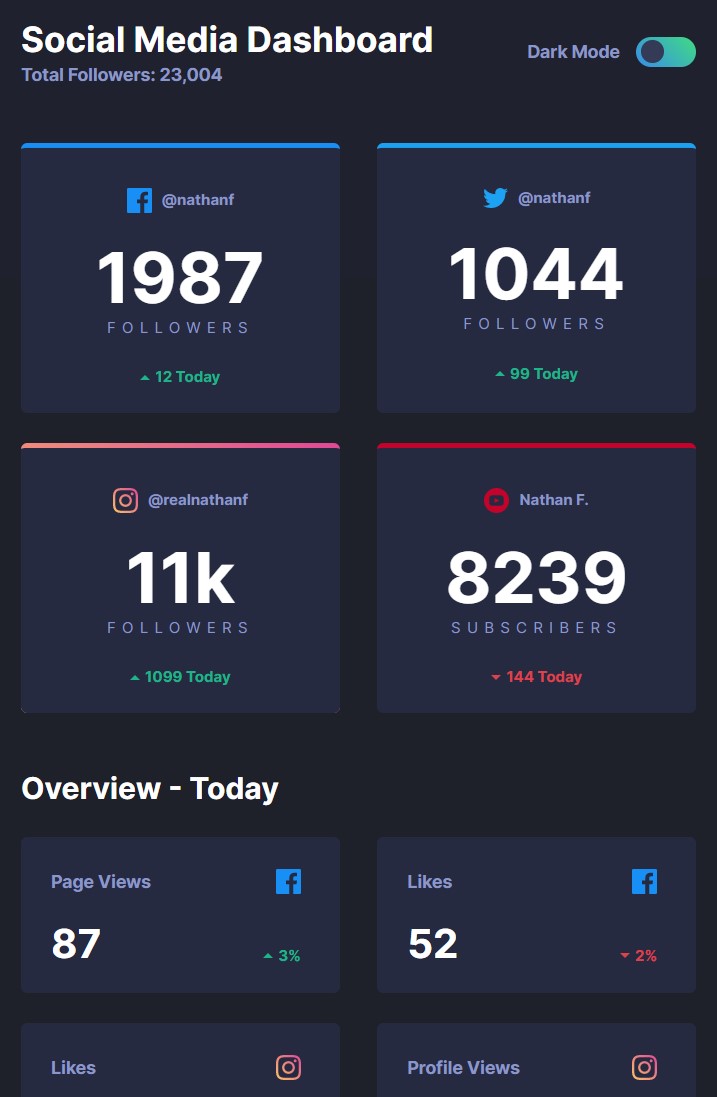 Social Media Dashboard
Total Followers: 23,004
Dark Mode
@nathanf
1987
FOLLOWERS
12 Today
@nathanf
1044
FOLLOWERS
99 Today
@realnathanf
11k
FOLLOWERS
1099 Today
Nathan F.
8239
SUBSCRIBERS
144 Today
Overview - Today
Page Views
87
3%
Likes
52
2%
Likes
Profile Views